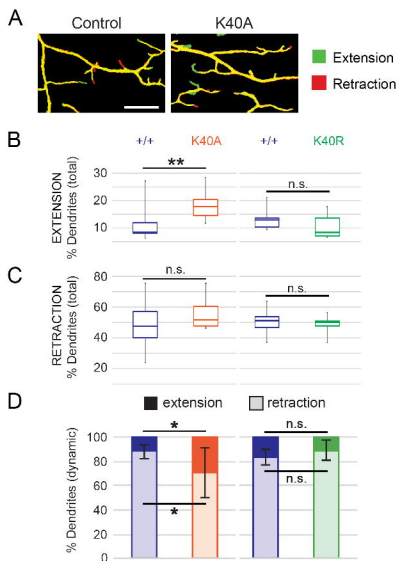 A
Control
K40A
Extension
Retraction
B
+/+
K40A
+/+
K40R
EXTENSION
% Dendrites (total)
30
20
10
**
n.s.
C
RETRACTION
% Dendrites (total)
80
60
40
20
n.s.
n.s.
D
extension
retraction
% Dendrites (dynamic)
100
80
60
40
20
0
*
*
n.s.
n.s.